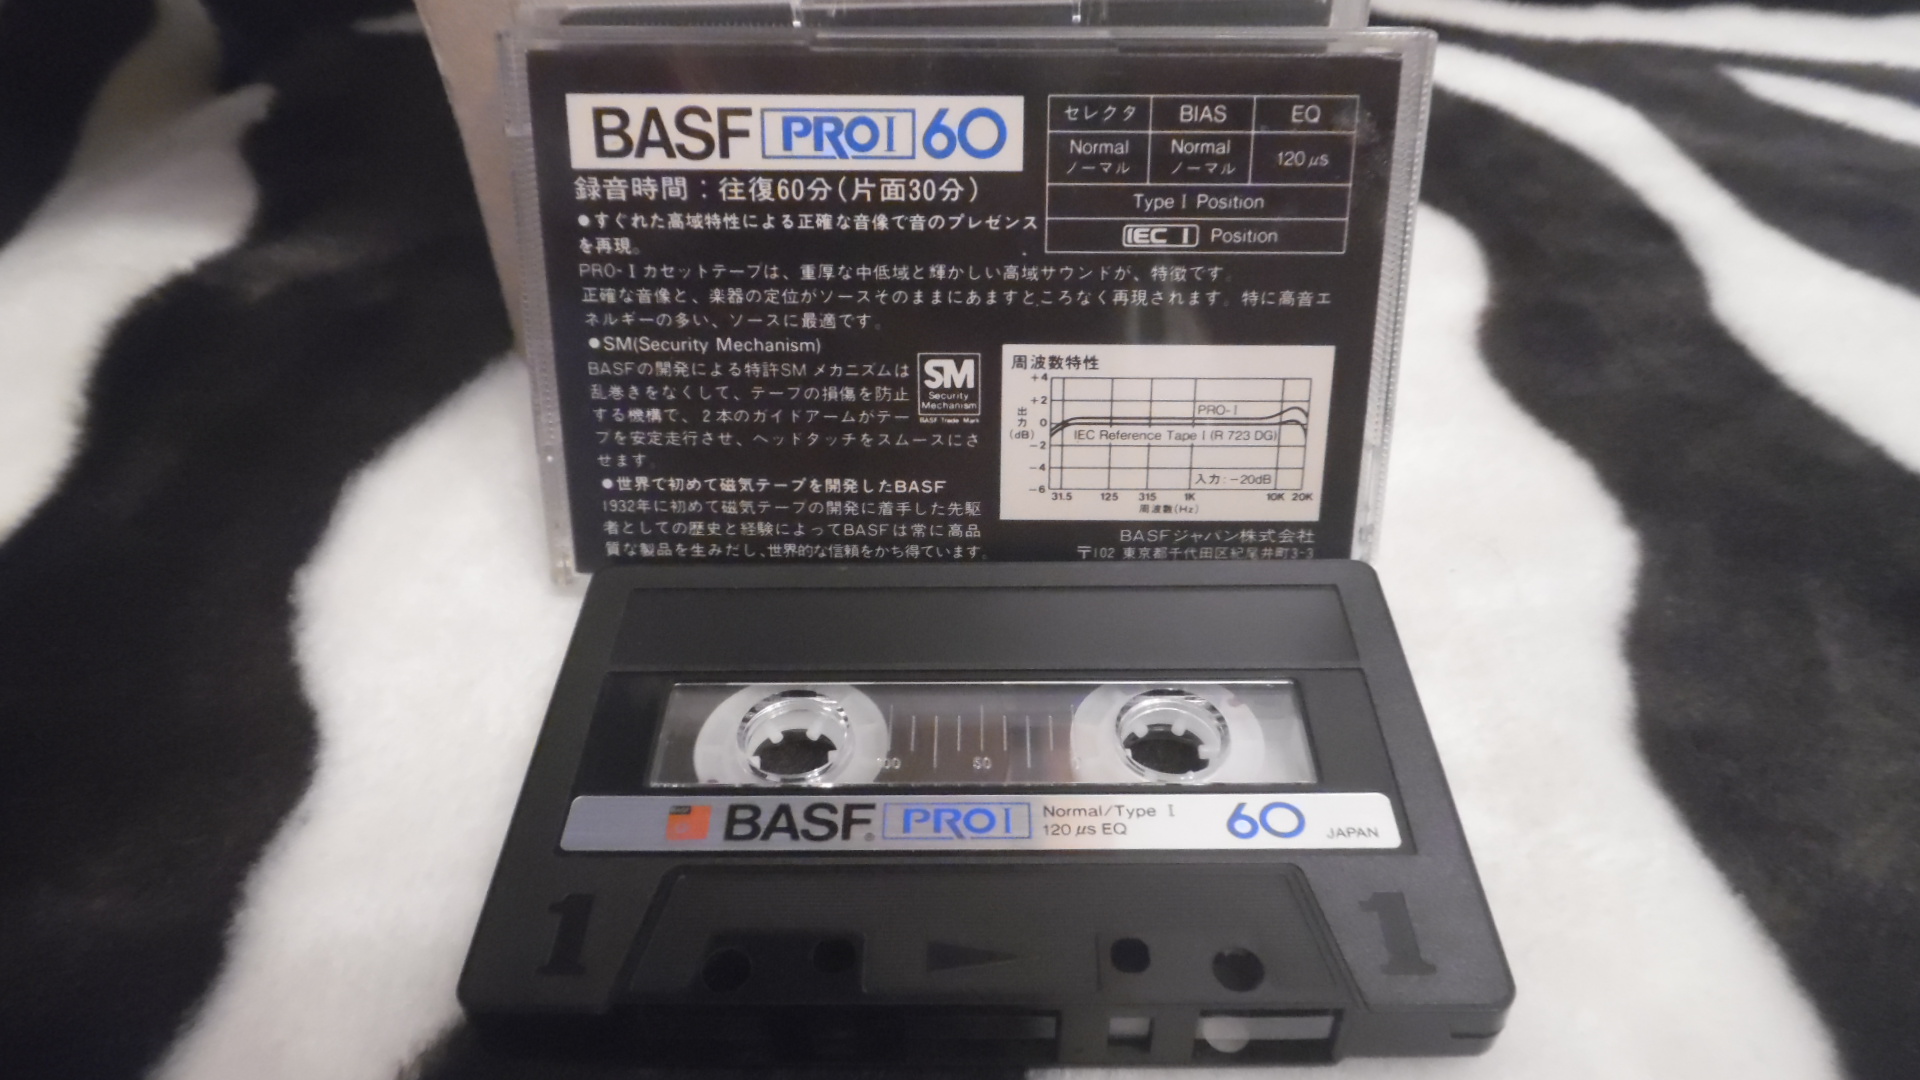 BASF PRO I 60
セレクタ BIAS EQ
Normal Normal 120μs
ノーマル ノーマル
Type I Position
IEC I Position
録音時間：往復60分(片面30分)
●すぐれた高域特性による正確な音像で音のプレゼンス
を再現。
PRO-Iカセットテープは、重厚な中低域と輝かしい高域サウンドが、特徴です。
正確な音像と、楽器の定位がソースそのままにあますところなく再現されます。特に高音エ
ネルギーの多い、ソースに最適です。
●SM(Security Mechanism)
BASFの開発による特許SMメカニズムは
乱巻きをなくして、テープの損傷を防止
する機構で、2本のガイドアームがテー
プを安定走行させ、ヘッドタッチをスムースにさ
せます。
SM
Security
Mechanism
BASF Trade Mark
●世界で初めて磁気テープを開発したBASF
1932年に初めて磁気テープの開発に着手した先駆
者としての歴史と経験によってBASFは常に高品
質な製品を生みだし、世界的な信頼をかち得ています。
周波数特性
+4
+2
0
-2
-4
-6
出力(dB)
PRO-I
IEC Reference Tape I (R 723 DG)
入力：-20dB
31.5 125 315 1K 10K 20K
周波数(Hz)
BASFジャパン株式会社
〒102 東京都千代田区紀尾井町3-3
100 50 0
BASF PRO I Normal/Type I 60 JAPAN
120 μs EQ
1 1